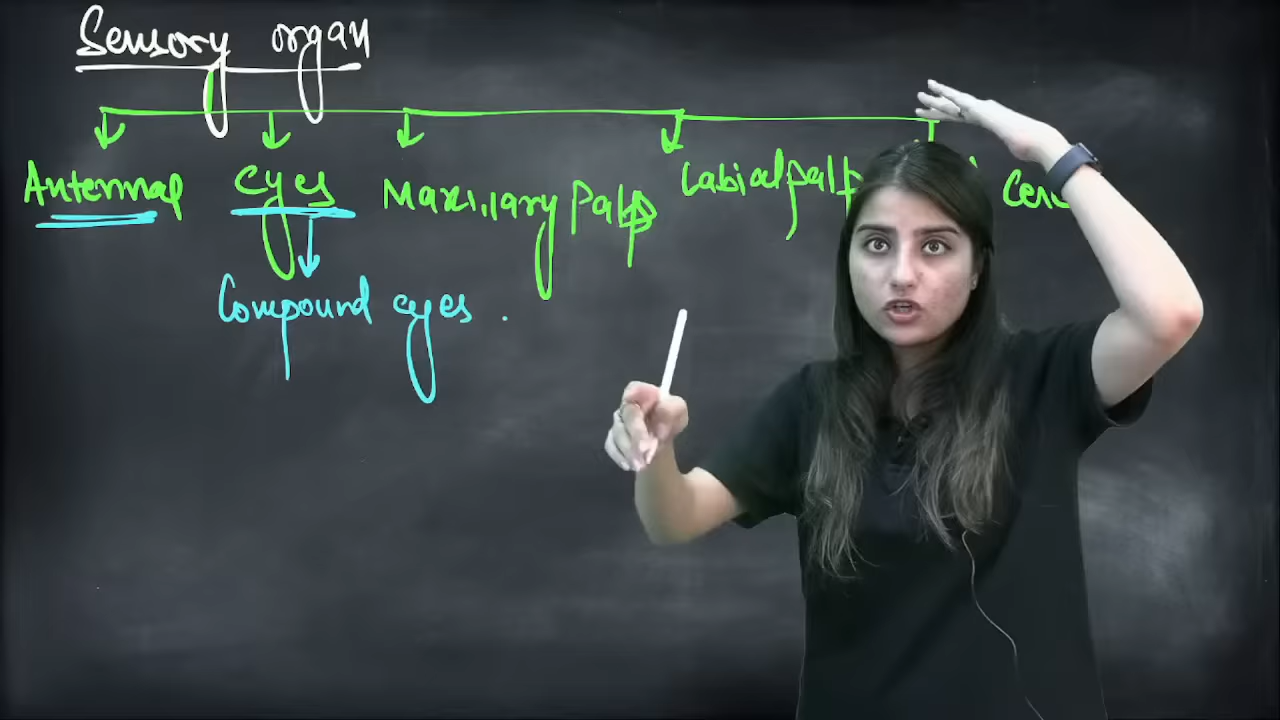 Sensory organ
Antennae eyes Maxillary Palps Labial palp
Compound eyes.